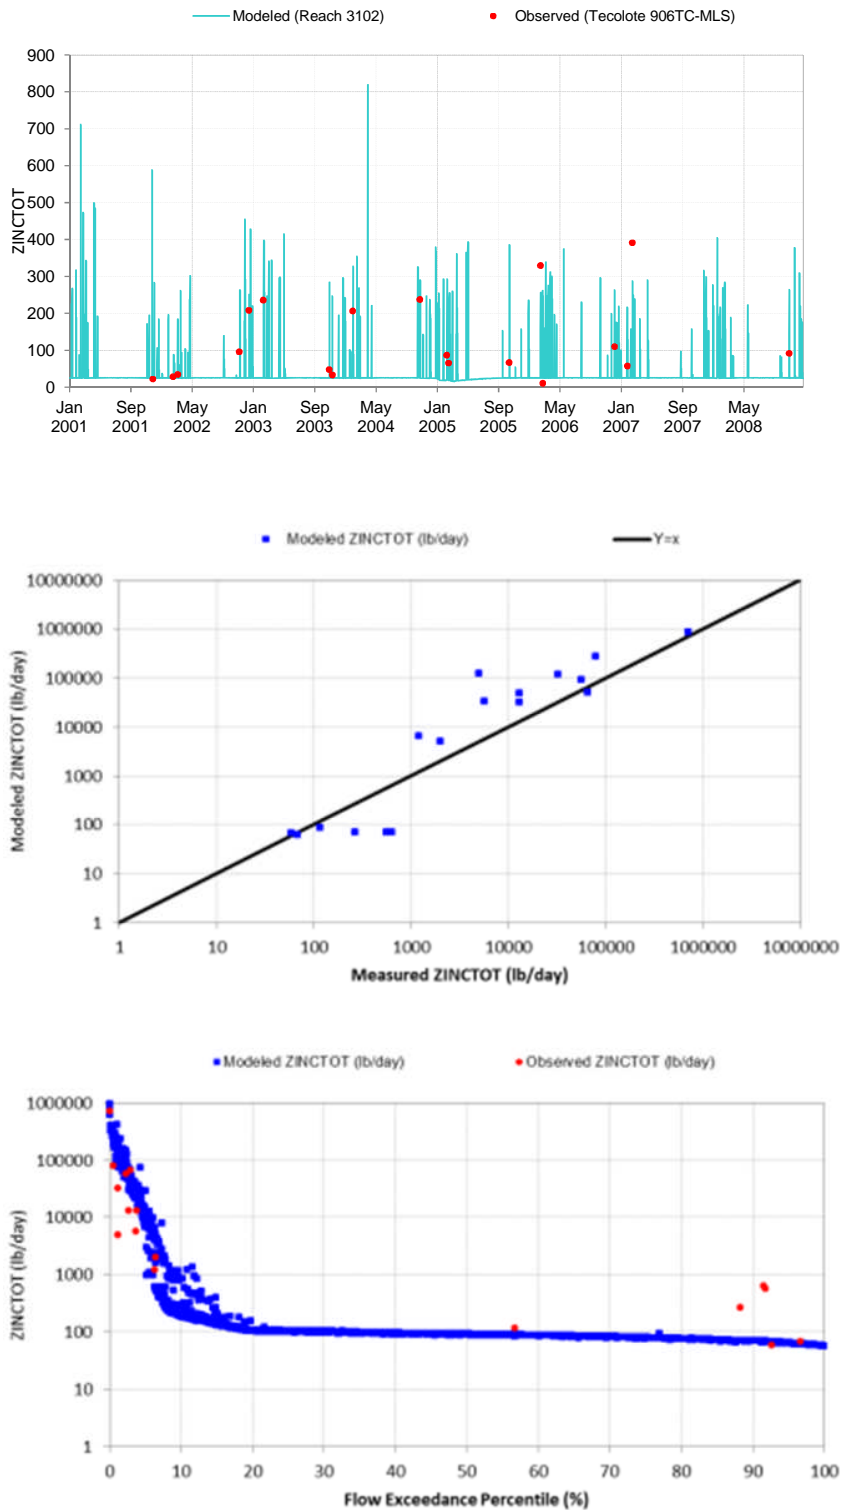 Modeled (Reach 3102) Observed (Tecolote 906TC-MLS)
900
800
700
600
500
400
300
200
100
0
ZINCTOT
Jan Sep May Jan Sep May Jan Sep May Jan Sep May
2001 2001 2002 2003 2003 2004 2005 2005 2006 2007 2007 2008
Modeled ZINCTOT (lb/day) Y=x
10000000
1000000
100000
10000
1000
100
10
1
Modeled ZINCTOT (lb/day)
1 10 100 1000 10000 100000 1000000 10000000
Measured ZINCTOT (lb/day)
Modeled ZINCTOT (lb/day) Observed ZINCTOT (lb/day)
1000000
100000
10000
1000
100
10
1
ZINCTOT (lb/day)
0 10 20 30 40 50 60 70 80 90 100
Flow Exceedance Percentile (%)